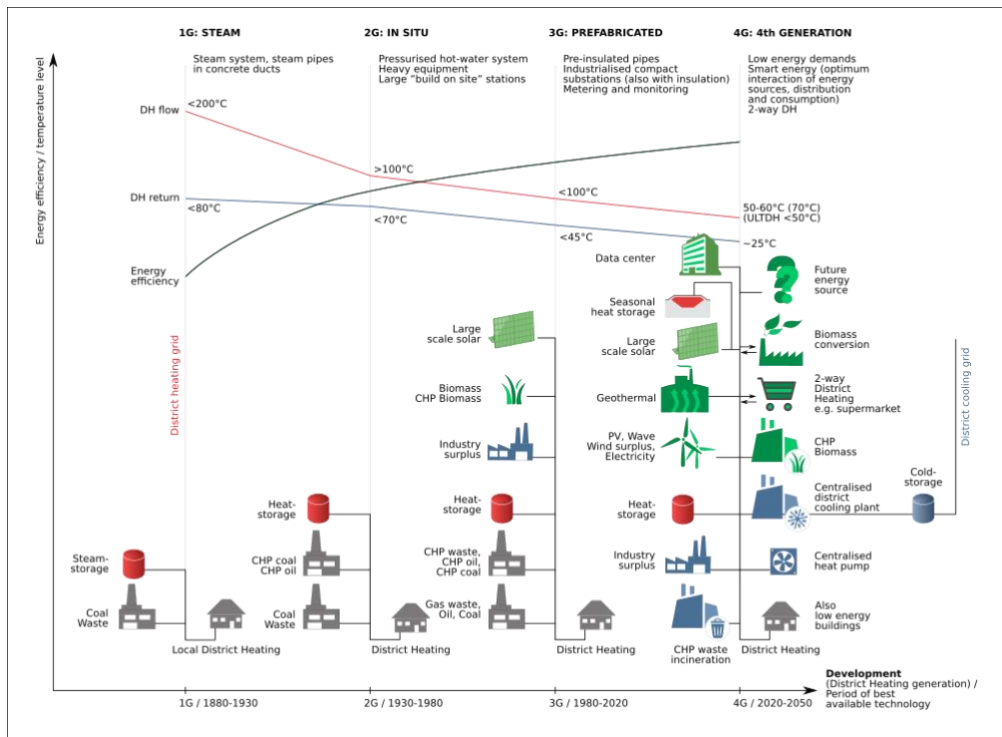 1G: STEAM
Steam system, steam pipes
in concrete ducts
2G: IN SITU
Pressurised hot-water system
Heavy equipment
Large “build on site” stations
3G: PREFABRICATED
Pre-insulated pipes
Industrialised compact
substations (also with insulation)
Metering and monitoring
4G: 4th GENERATION
Low energy demands
Smart energy (optimum
interaction of energy
sources, distribution
and consumption)
2-way DH
Energy efficiency / temperature level
DH flow
<200°C
>100°C
<100°C
50-60°C (70°C)
(ULTDH <50°C)
DH return
<80°C
<70°C
<45°C
~25°C
Energy
efficiency
District heating grid
Steam-
storage
Coal
Waste
Local District Heating
Heat-
storage
CHP coal
CHP oil
Coal
Waste
District Heating
Large
scale solar
Biomass
CHP Biomass
Industry
surplus
Heat-
storage
CHP waste,
CHP oil,
CHP coal
Gas waste,
Oil, Coal
District Heating
Data center
Seasonal
heat storage
Large
scale solar
Geothermal
PV, Wave
Wind surplus,
Electricity
Heat-
storage
Industry
surplus
CHP waste
incineration
Future
energy
source
Biomass
conversion
2-way
District
Heating
e.g. supermarket
CHP
Biomass
Centralised
district
cooling plant
Centralised
heat pump
Also
low energy
buildings
District Heating
Cold-
storage
District cooling grid
1G / 1880-1930
2G / 1930-1980
3G / 1980-2020
4G / 2020-2050
Development
(District Heating generation) /
Period of best
available technology